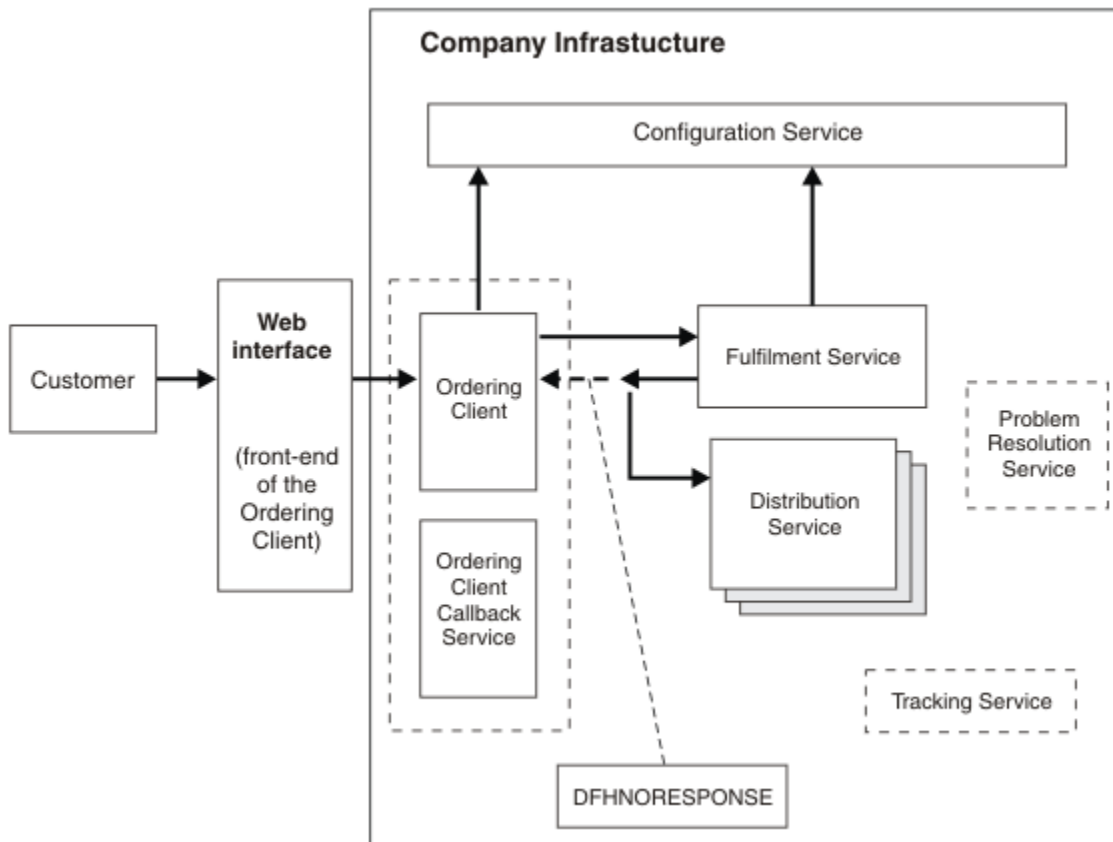 Company Infrastucture
Configuration Service
Customer
Web
interface
(front-end
of the
Ordering
Client)
Ordering
Client
Fulfilment Service
Problem
Resolution
Service
Distribution
Service
Ordering
Client
Callback
Service
Tracking Service
DFHNORESPONSE